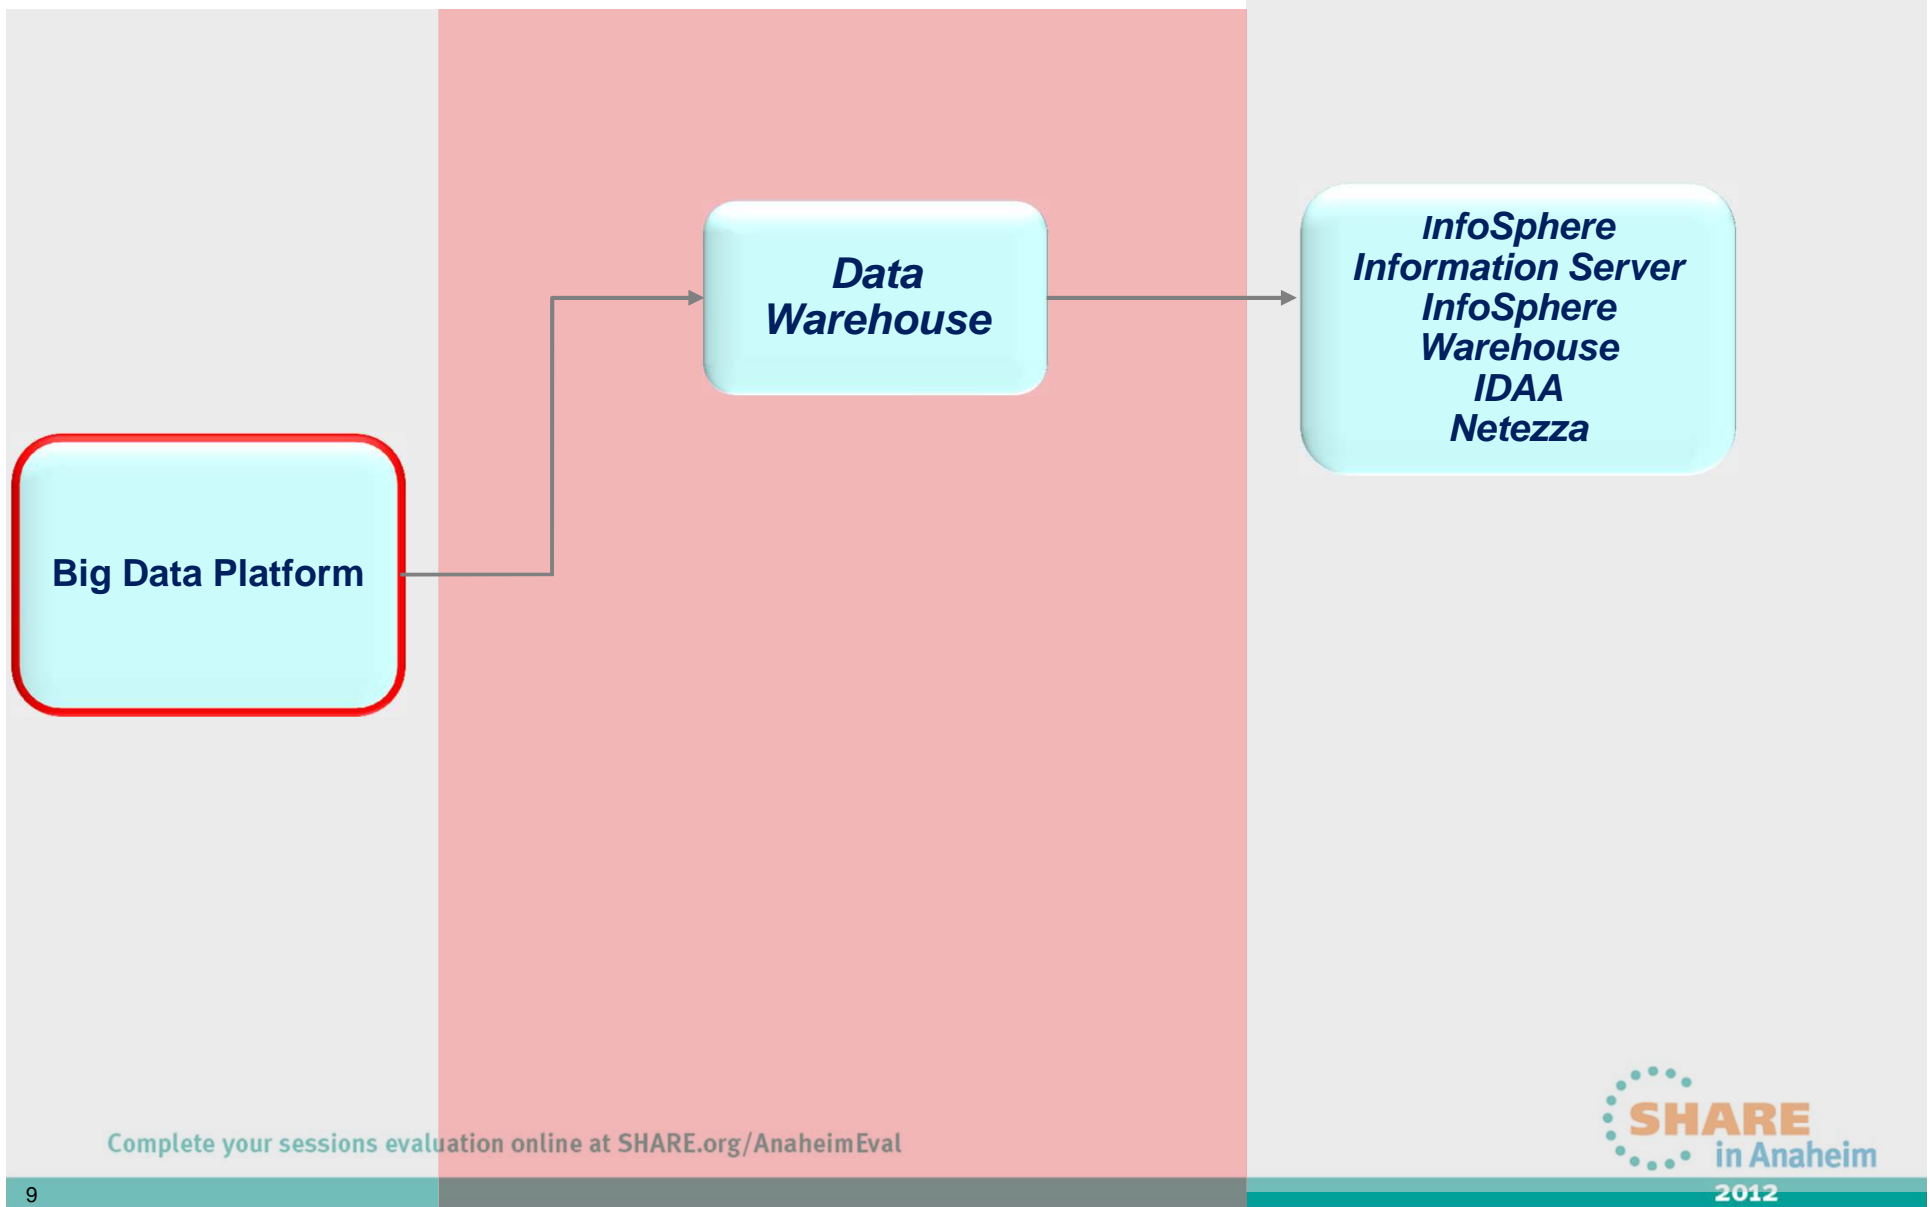 Big Data Platform
Data
Warehouse
InfoSphere
Information Server
InfoSphere
Warehouse
IDAA
Netezza
Complete your sessions evaluation online at SHARE.org/AnaheimEval
9
SHARE
in Anaheim
2012